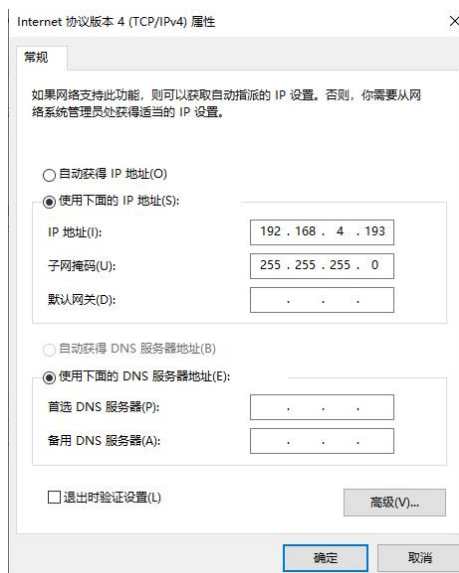 Internet 协议版本 4 (TCP/IPv4) 属性
常规
如果网络支持此功能，则可以获取自动指派的 IP 设置。否则，你需要从网
络系统管理员处获得适当的 IP 设置。
自动获得 IP 地址(O)
使用下面的 IP 地址(S):
IP 地址(I): 192 . 168 . 4 . 193
子网掩码(U): 255 . 255 . 255 . 0
默认网关(D): . . .
自动获得 DNS 服务器地址(B)
使用下面的 DNS 服务器地址(E):
首选 DNS 服务器(P): . . .
备用 DNS 服务器(A): . . .
退出时验证设置(L)
高级(V)...
确定 取消